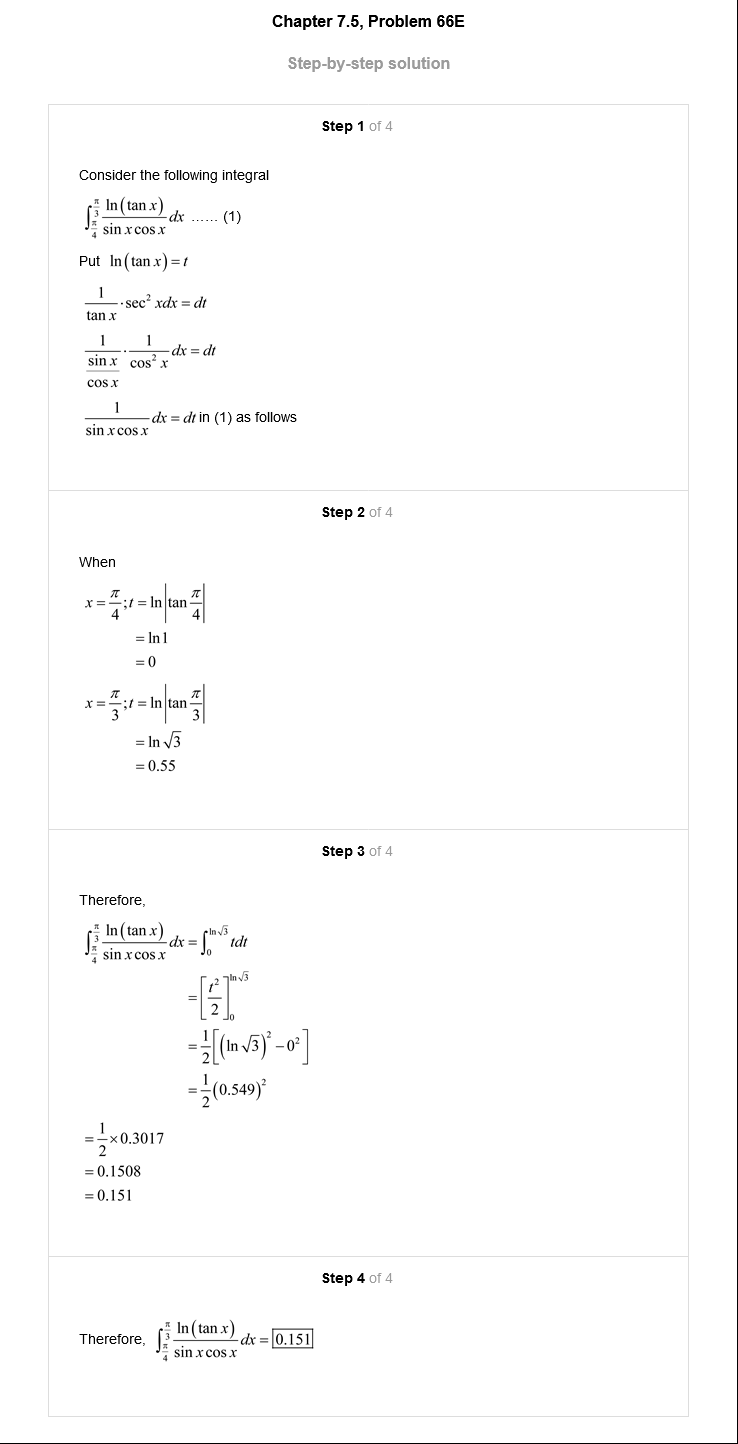 Chapter 7.5, Problem 66E
Step-by-step solution
Step 1 of 4
Consider the following integral
$\int_{\frac{\pi}{4}}^{\frac{\pi}{3}} \frac{\ln(\tan x)}{\sin x \cos x} dx$ ...... (1)
Put $\ln(\tan x) = t$
$\frac{1}{\tan x} \cdot \sec^2 x dx = dt$
$\frac{1}{\frac{\sin x}{\cos x}} \cdot \frac{1}{\cos^2 x} dx = dt$
$\frac{1}{\sin x \cos x} dx = dt$ in (1) as follows
Step 2 of 4
When
$x = \frac{\pi}{4}; t = \ln\left|\tan\frac{\pi}{4}\right|$
$= \ln 1$
$= 0$
$x = \frac{\pi}{3}; t = \ln\left|\tan\frac{\pi}{3}\right|$
$= \ln\sqrt{3}$
$= 0.55$
Step 3 of 4
Therefore,
$\int_{\frac{\pi}{4}}^{\frac{\pi}{3}} \frac{\ln(\tan x)}{\sin x \cos x} dx = \int_0^{\ln\sqrt{3}} t dt$
$= \left[\frac{t^2}{2}\right]_0^{\ln\sqrt{3}}$
$= \frac{1}{2}\left[\left(\ln\sqrt{3}\right)^2 - 0^2\right]$
$= \frac{1}{2}(0.549)^2$
$= \frac{1}{2} \times 0.3017$
$= 0.1508$
$= 0.151$
Step 4 of 4
Therefore, $\int_{\frac{\pi}{4}}^{\frac{\pi}{3}} \frac{\ln(\tan x)}{\sin x \cos x} dx = \boxed{0.151}$